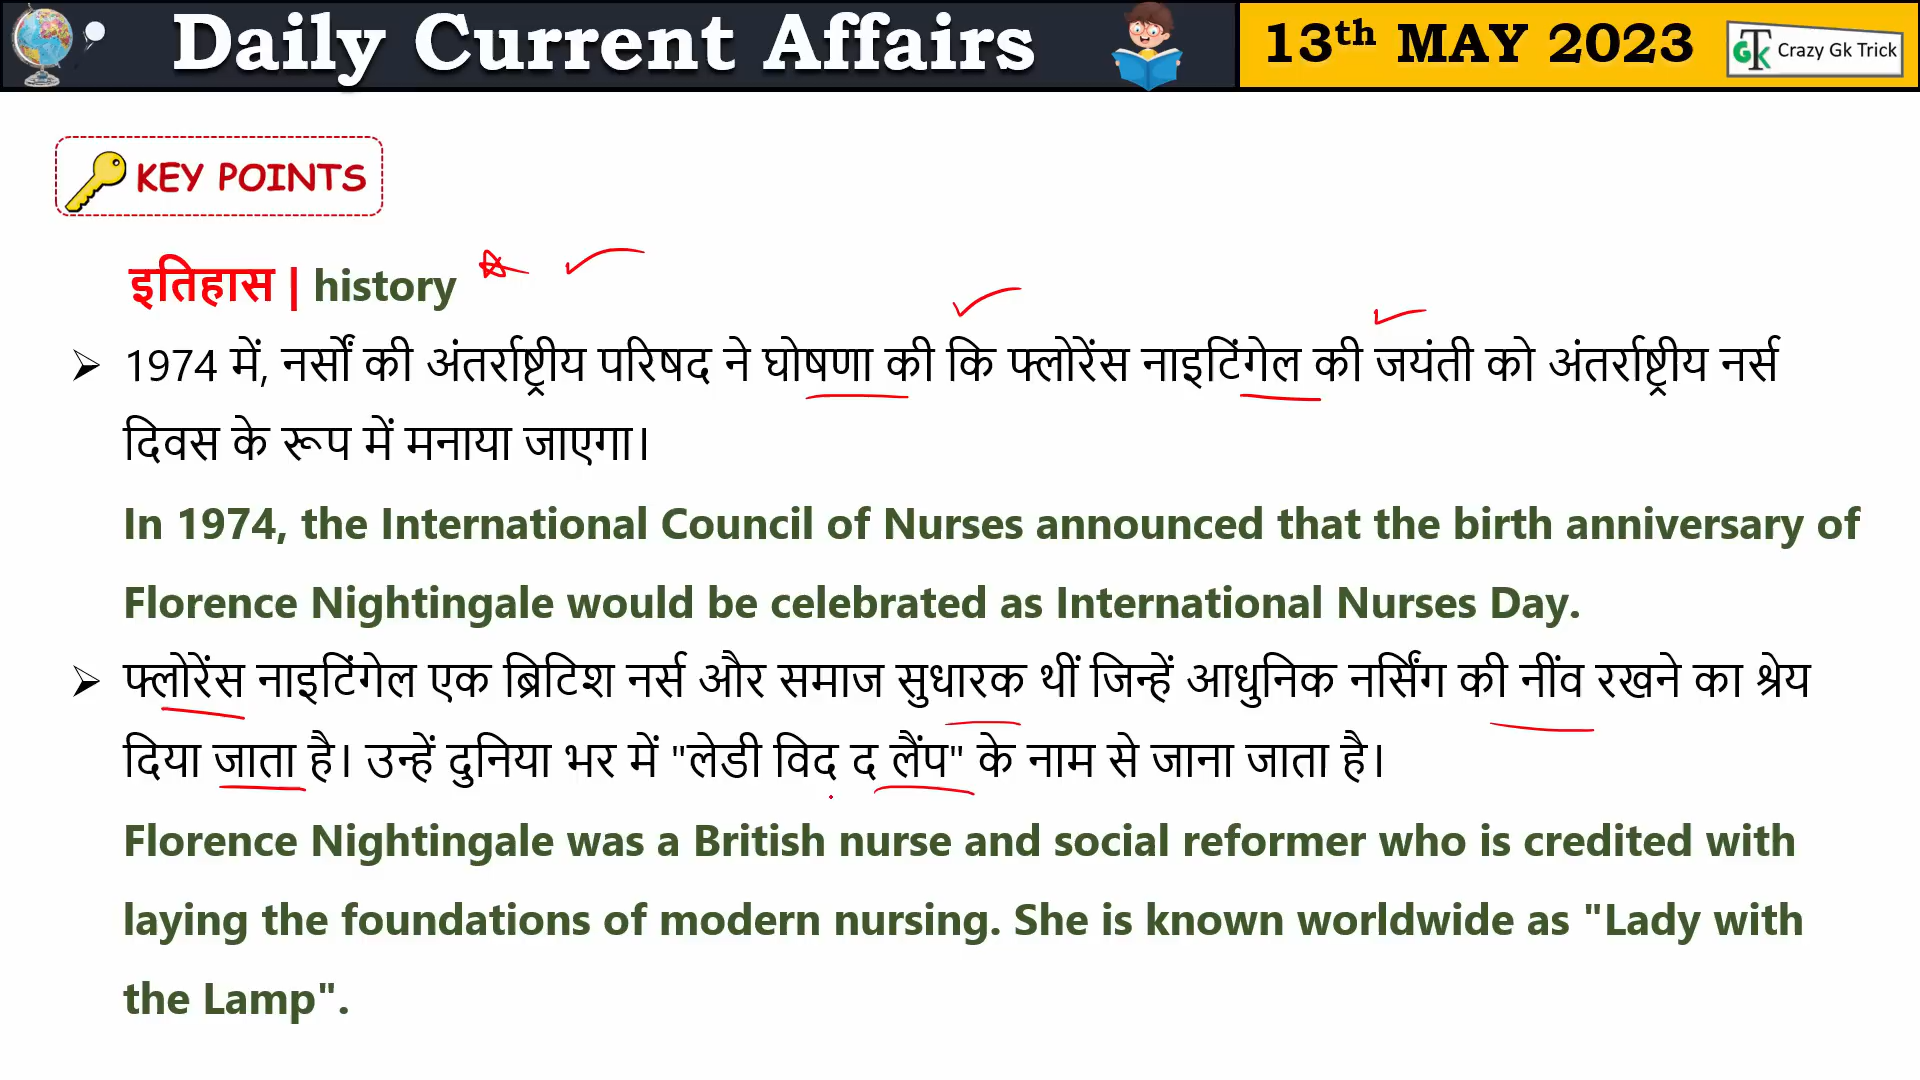 Daily Current Affairs
13th MAY 2023
GTK Crazy Gk Trick
KEY POINTS
इतिहास | history
➢ 1974 में, नर्सों की अंतर्राष्ट्रीय परिषद ने घोषणा की कि फ्लोरेंस नाइटिंगेल की जयंती को अंतर्राष्ट्रीय नर्स
दिवस के रूप में मनाया जाएगा।
In 1974, the International Council of Nurses announced that the birth anniversary of
Florence Nightingale would be celebrated as International Nurses Day.
➢ फ्लोरेंस नाइटिंगेल एक ब्रिटिश नर्स और समाज सुधारक थीं जिन्हें आधुनिक नर्सिंग की नींव रखने का श्रेय
दिया जाता है। उन्हें दुनिया भर में "लेडी विद द लैंप" के नाम से जाना जाता है।
Florence Nightingale was a British nurse and social reformer who is credited with
laying the foundations of modern nursing. She is known worldwide as "Lady with
the Lamp".